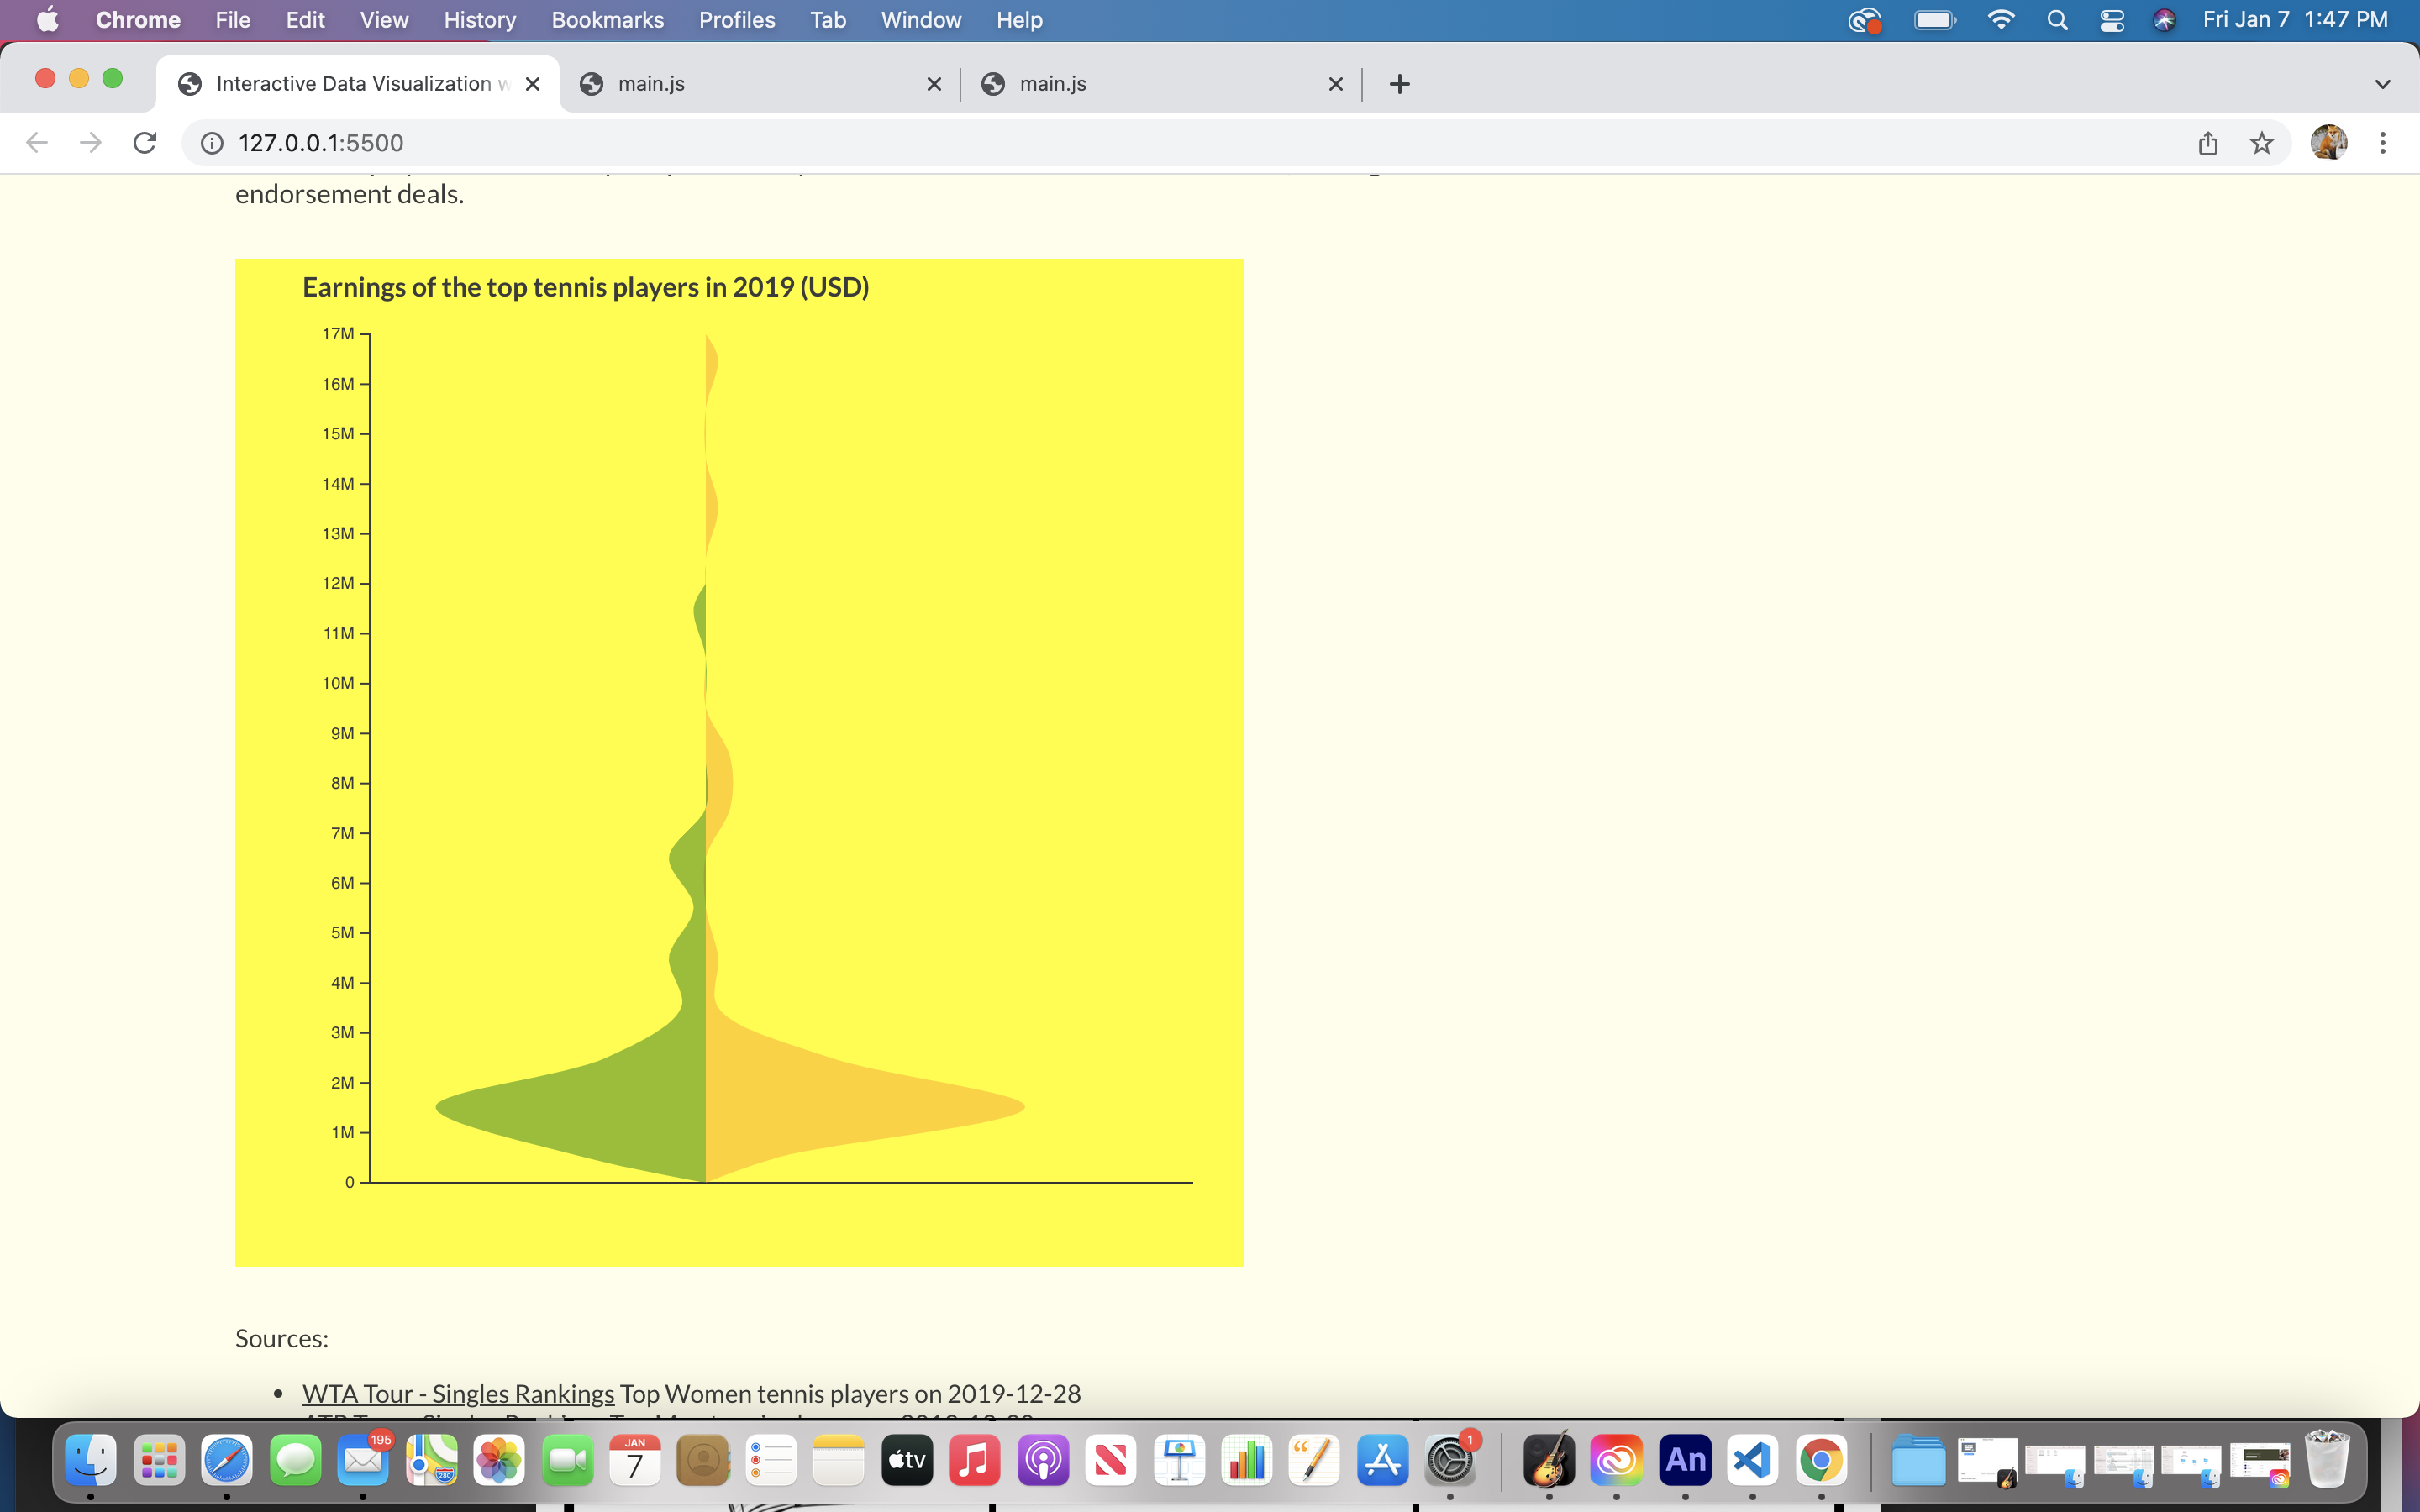 Chrome File Edit View History Bookmarks Profiles Tab Window Help Fri Jan 7 1:47 PM
Interactive Data Visualization w main.js main.js
127.0.0.1:5500
endorsement deals.
Earnings of the top tennis players in 2019 (USD)
17M
16M
15M
14M
13M
12M
11M
10M
9M
8M
7M
6M
5M
4M
3M
2M
1M
0
Sources:
• WTA Tour - Singles Rankings Top Women tennis players on 2019-12-28
195
JAN
7
280
tv
1
An